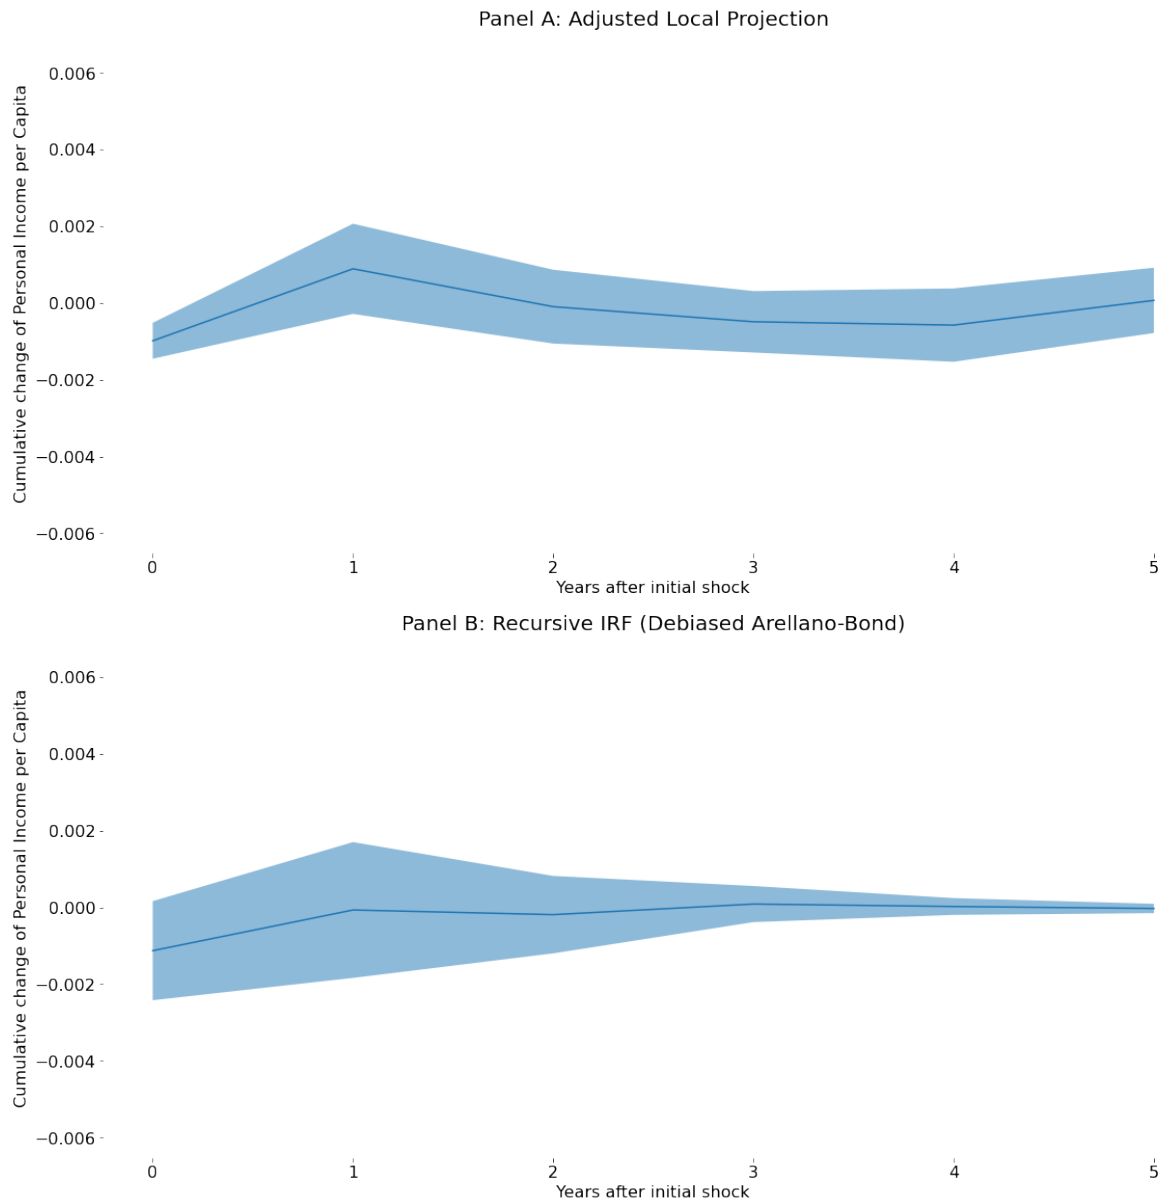 Panel A: Adjusted Local Projection
Cumulative change of Personal Income per Capita
0.006
0.004
0.002
0.000
−0.002
−0.004
−0.006
0 1 2 3 4 5
Years after initial shock
Panel B: Recursive IRF (Debiased Arellano-Bond)
Cumulative change of Personal Income per Capita
0.006
0.004
0.002
0.000
−0.002
−0.004
−0.006
0 1 2 3 4 5
Years after initial shock